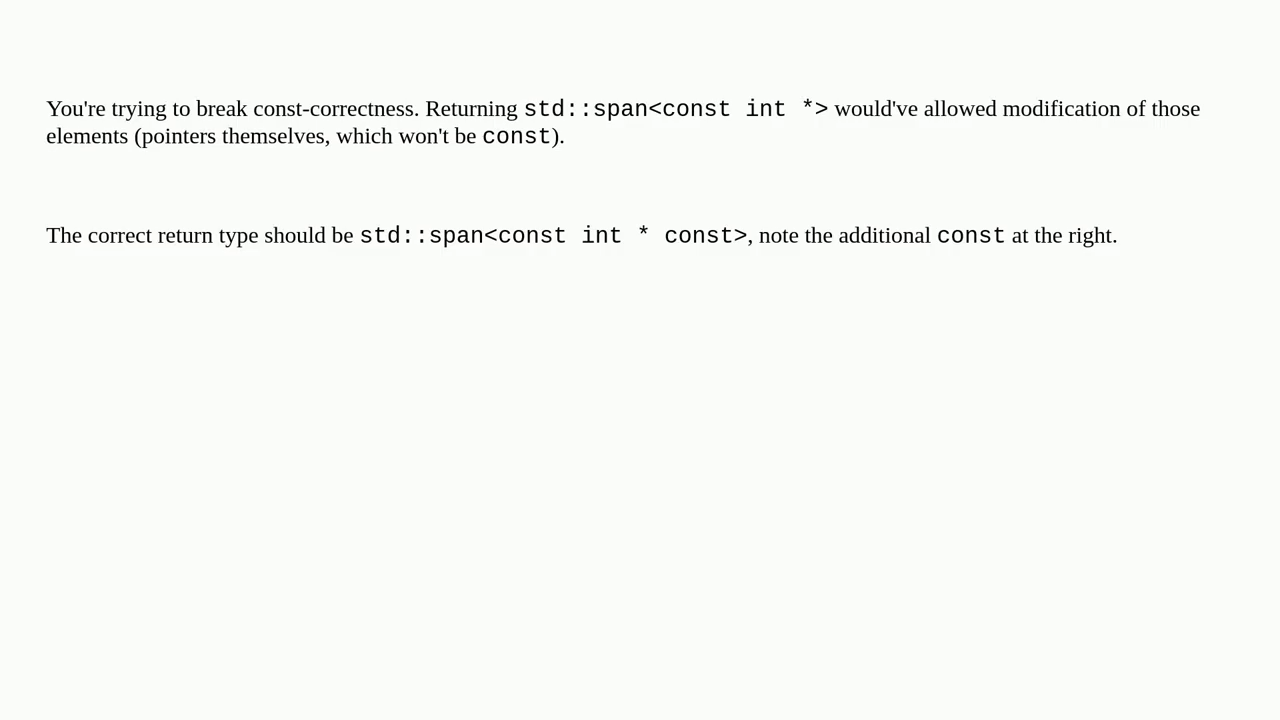 You're trying to break const-correctness. Returning std::span<const int *> would've allowed modification of those
elements (pointers themselves, which won't be const).
The correct return type should be std::span<const int * const>, note the additional const at the right.